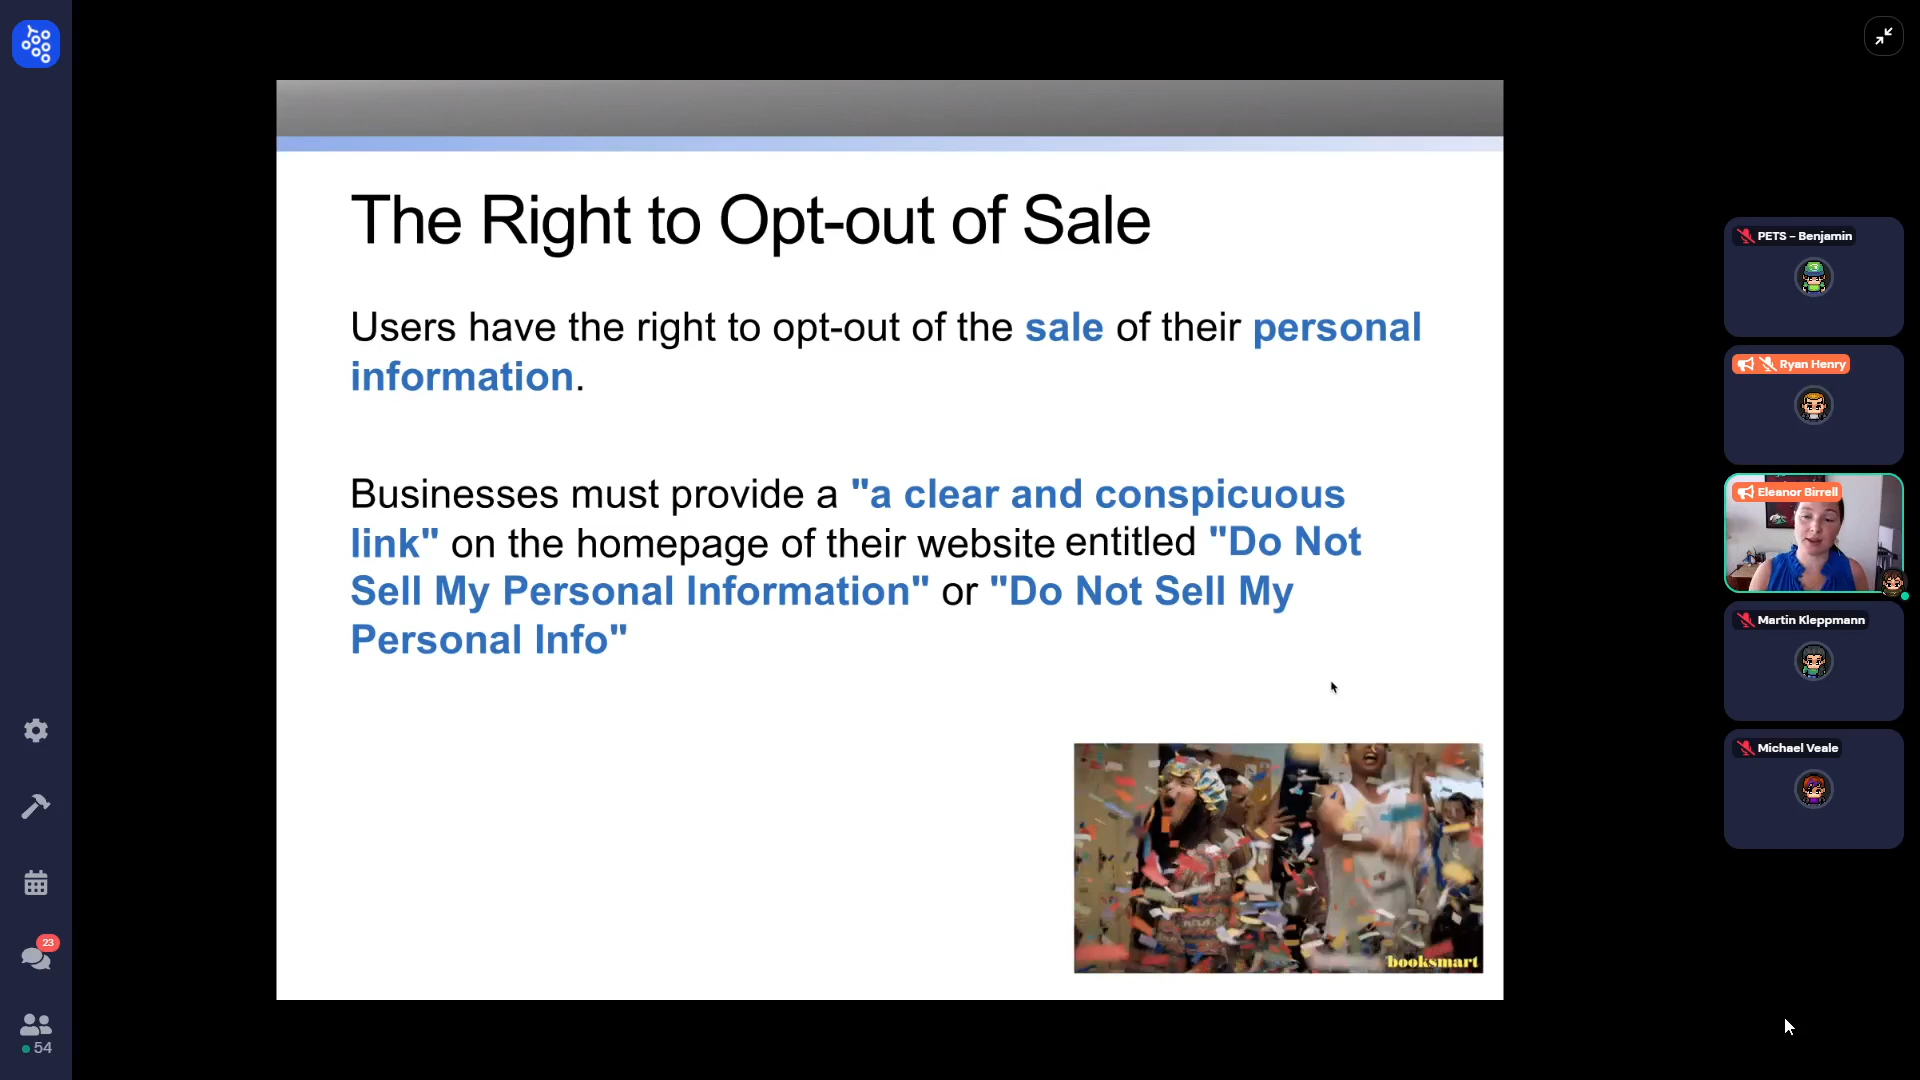 The Right to Opt-out of Sale
Users have the right to opt-out of the sale of their personal
information.
Businesses must provide a "a clear and conspicuous
link" on the homepage of their website entitled "Do Not
Sell My Personal Information" or "Do Not Sell My
Personal Info"
booksmart
PETS – Benjamin
Ryan Henry
Eleanor Birrell
Martin Kleppmann
Michael Veale
23
54